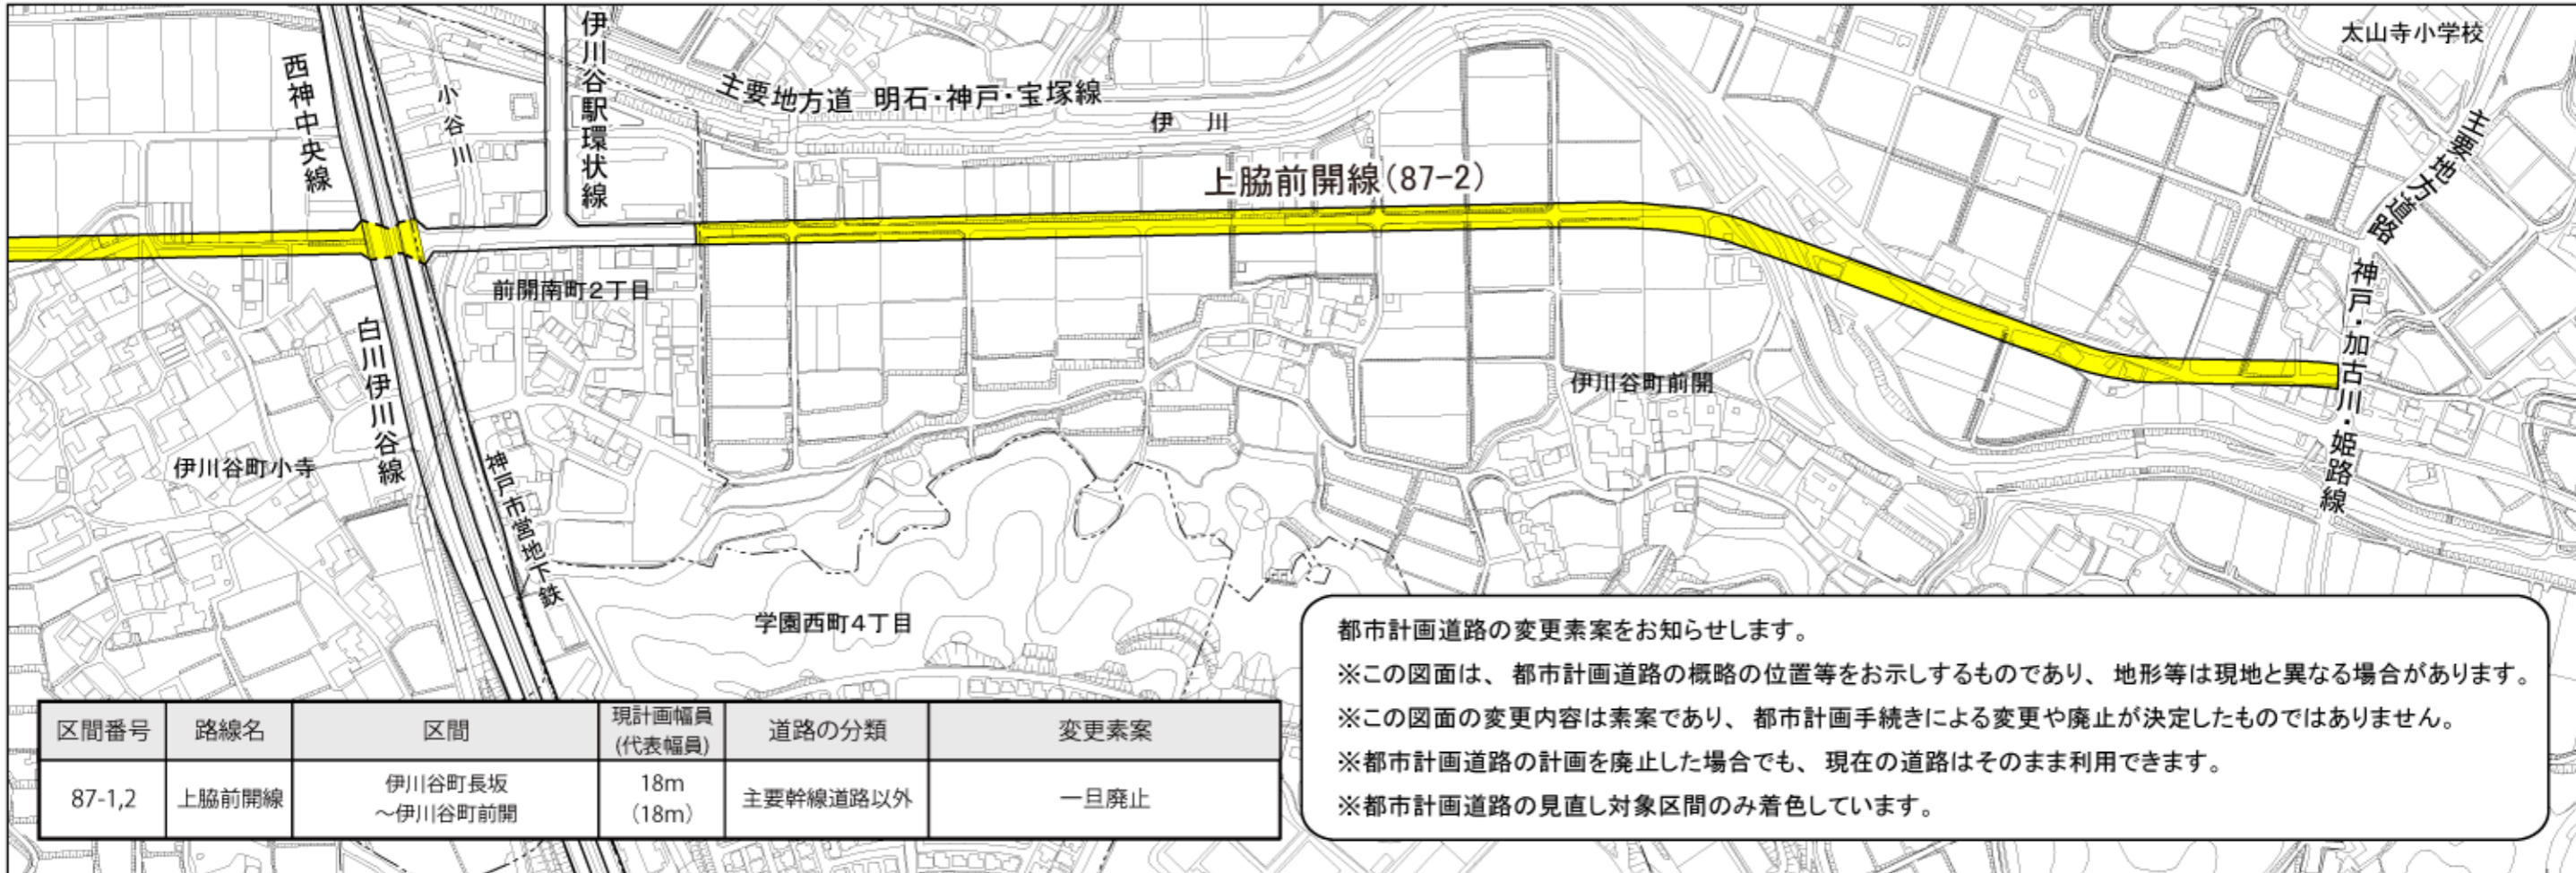 太山寺小学校
西神中央線
小谷川
伊川谷駅環状線
主要地方道 明石・神戸・宝塚線
伊 川
主要地方道路
神戸・加古川・姫路線
上脇前開線(87-2)
前開南町2丁目
白川伊川谷線
伊川谷町前開
伊川谷町小寺
神戸市営地下鉄
学園西町4丁目
都市計画道路の変更素案をお知らせします。
※この図面は、都市計画道路の概略の位置等をお示しするものであり、地形等は現地と異なる場合があります。
※この図面の変更内容は素案であり、都市計画手続きによる変更や廃止が決定したものではありません。
※都市計画道路の計画を廃止した場合でも、現在の道路はそのまま利用できます。
※都市計画道路の見直し対象区間のみ着色しています。
区間番号 路線名 区間 現計画幅員 道路の分類 変更素案
(代表幅員)
87-1,2 上脇前開線 伊川谷町長坂 18m 主要幹線道路以外 一旦廃止
～伊川谷町前開 (18m)